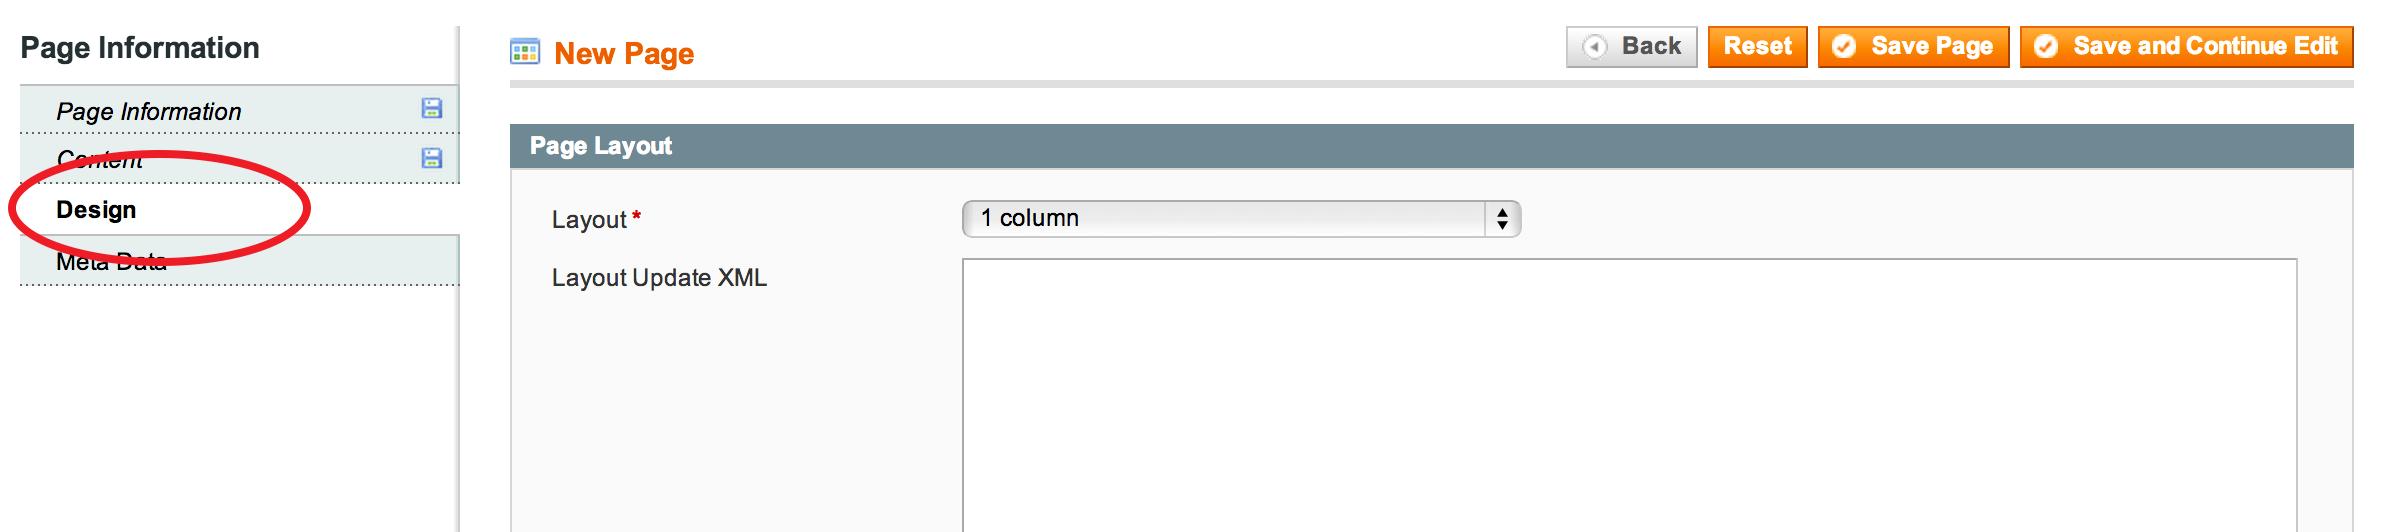 Page Information
Page Information
Content
Design
Meta Data
New Page
Back
Reset
Save Page
Save and Continue Edit
Page Layout
Layout *
1 column
Layout Update XML